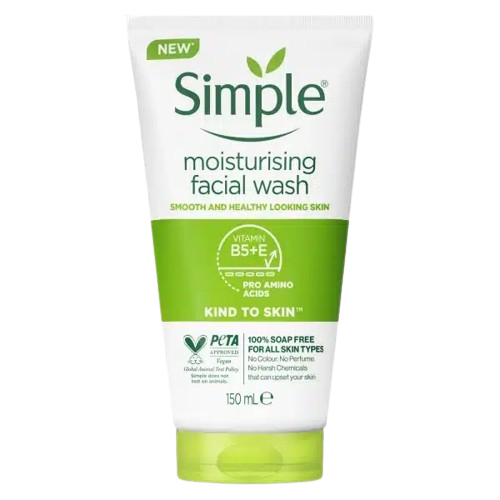 NEW*
Simple®
moisturising
facial wash
SMOOTH AND HEALTHY LOOKING SKIN
VITAMIN
B5+E
PRO AMINO
ACIDS
KIND TO SKIN™
PETA
APPROVED
Vegan
Global Animal Test Policy
Simple does not
test on animals.
100% SOAP FREE
FOR ALL SKIN TYPES
No Colour. No Perfume.
No Harsh Chemicals
that can upset your skin
150 mL ℮